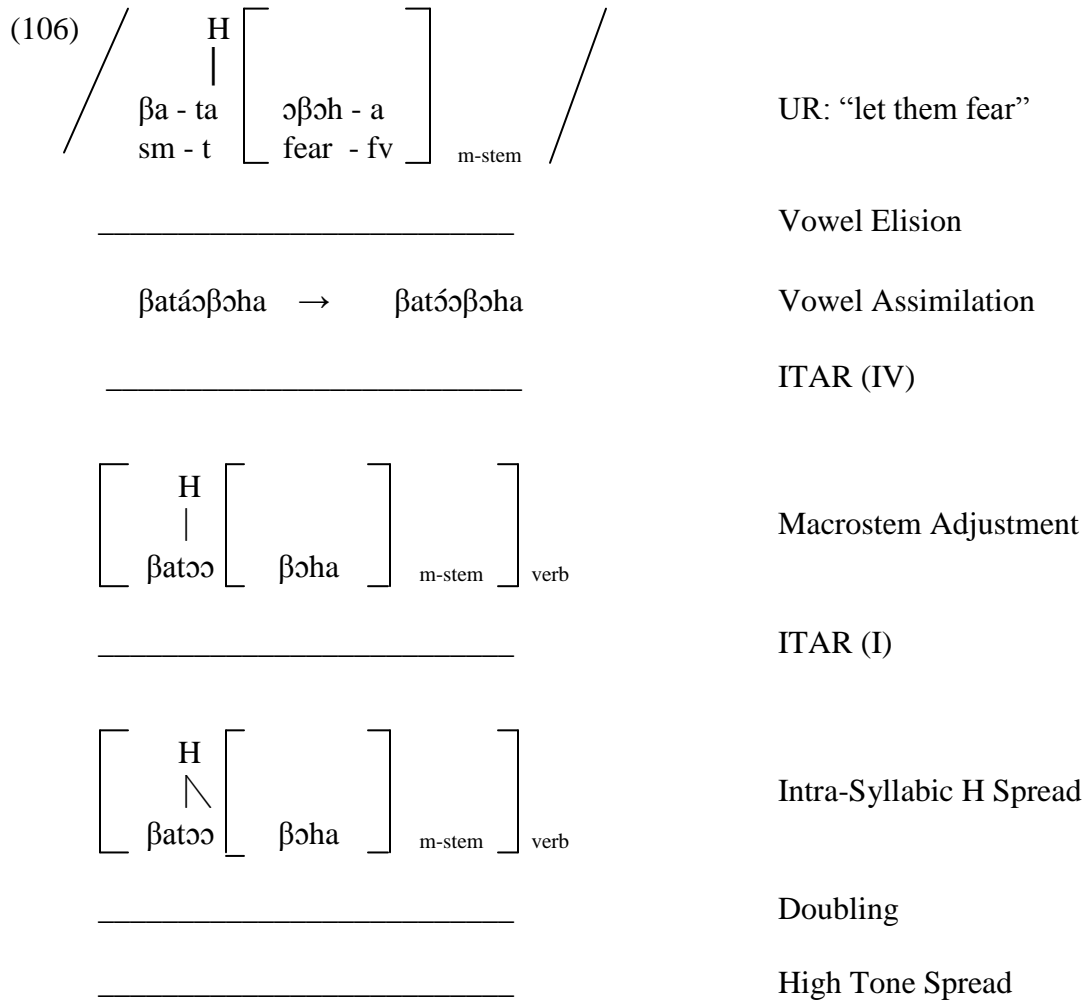 (106) H
βa - ta ɔβɔh - a UR: “let them fear”
sm - t fear - fv m-stem
Vowel Elision
βatáɔβɔha → βatɔ́ɔβɔha Vowel Assimilation
ITAR (IV)
H
Macrostem Adjustment
βatɔɔ βɔha m-stem verb
ITAR (I)
H
Intra-Syllabic H Spread
βatɔɔ βɔha m-stem verb
Doubling
High Tone Spread